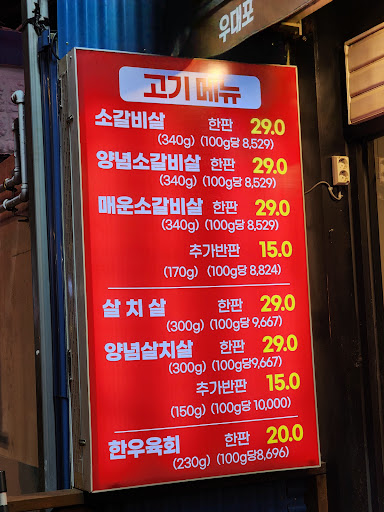 우대포
고기 메뉴
소갈비살 한판 29.0
(340g) (100g당 8,529)
양념소갈비살 한판 29.0
(340g) (100g당 8,529)
매운소갈비살 한판 29.0
(340g) (100g당 8,529)
추가반판 15.0
(170g) (100g당 8,824)
살치살 한판 29.0
(300g) (100g당 9,667)
양념살치살 한판 29.0
(300g) (100g당9,667)
추가반판 15.0
(150g) (100g당 10,000)
한우육회 한판 20.0
(230g) (100g당8,696)